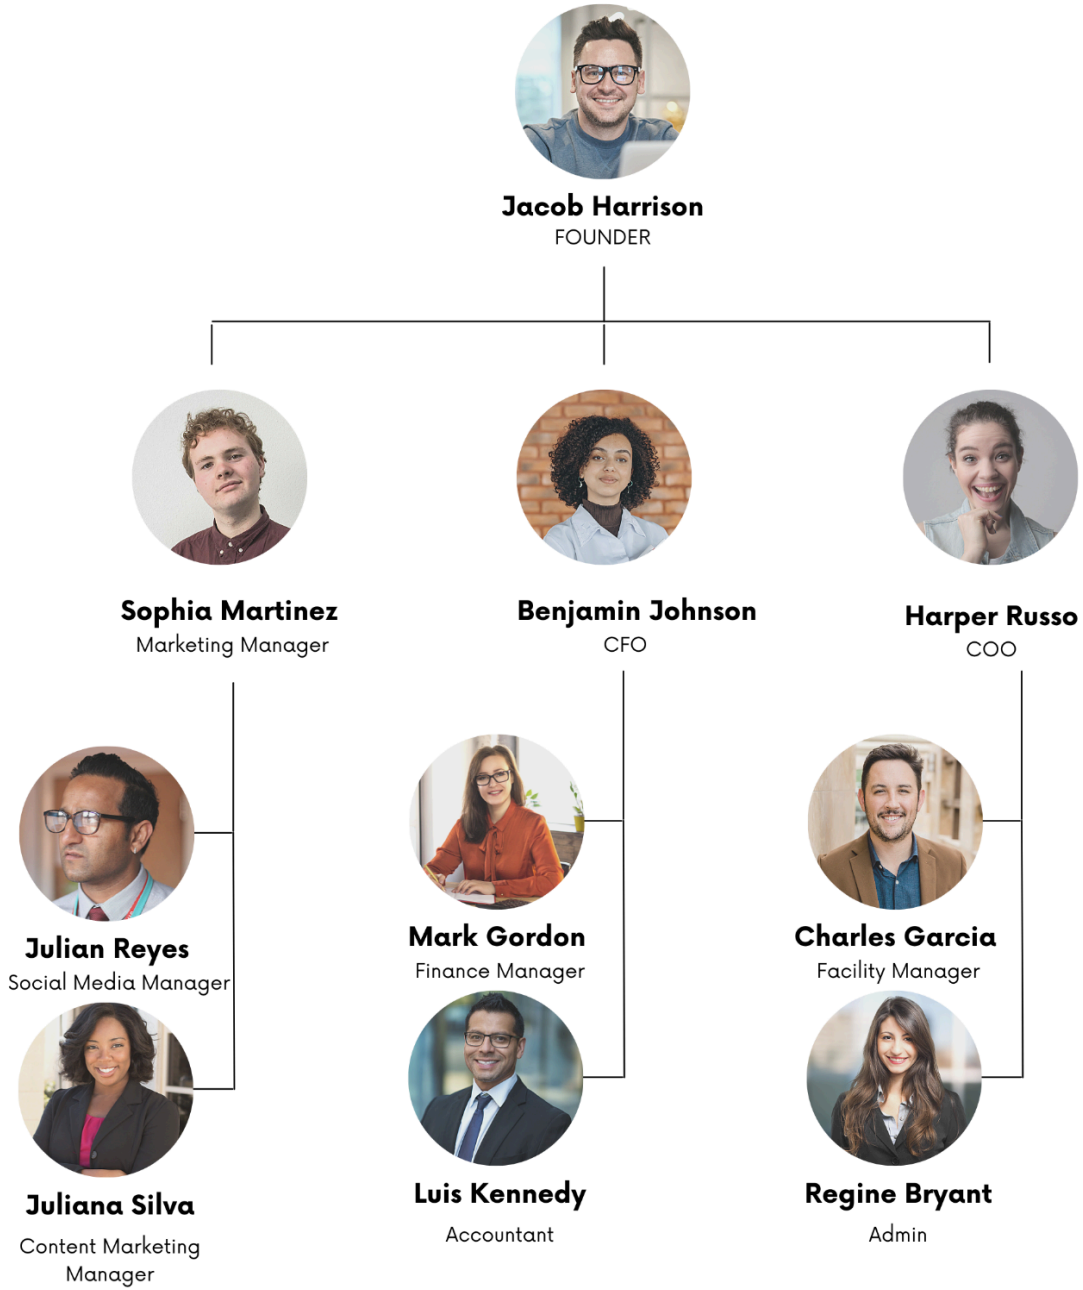 Jacob Harrison
FOUNDER
Sophia Martinez
Marketing Manager
Benjamin Johnson
CFO
Harper Russo
COO
Julian Reyes
Social Media Manager
Mark Gordon
Finance Manager
Charles Garcia
Facility Manager
Juliana Silva
Content Marketing
Manager
Luis Kennedy
Accountant
Regine Bryant
Admin